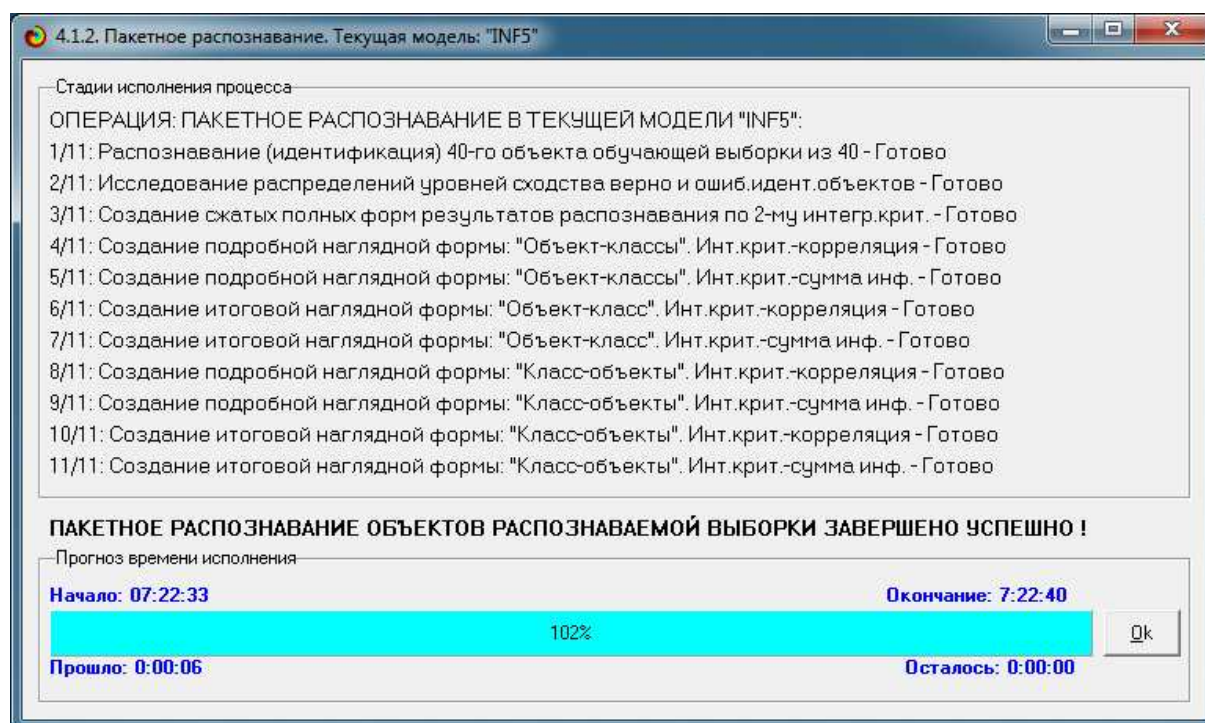 4.1.2. Пакетное распознавание. Текущая модель: "INF5"
Стадии исполнения процесса
ОПЕРАЦИЯ: ПАКЕТНОЕ РАСПОЗНАВАНИЕ В ТЕКУЩЕЙ МОДЕЛИ "INF5":
1/11: Распознавание (идентификация) 40-го объекта обучающей выборки из 40 - Готово
2/11: Исследование распределений уровней сходства верно и ошиб.идент.объектов - Готово
3/11: Создание сжатых полных форм результатов распознавания по 2-му интегр.крит. - Готово
4/11: Создание подробной наглядной формы: "Объект-классы". Инт.крит.-корреляция - Готово
5/11: Создание подробной наглядной формы: "Объект-классы". Инт.крит.-сумма инф. - Готово
6/11: Создание итоговой наглядной формы: "Объект-класс". Инт.крит.-корреляция - Готово
7/11: Создание итоговой наглядной формы: "Объект-класс". Инт.крит.-сумма инф. - Готово
8/11: Создание подробной наглядной формы: "Класс-объекты". Инт.крит.-корреляция - Готово
9/11: Создание подробной наглядной формы: "Класс-объекты". Инт.крит.-сумма инф. - Готово
10/11: Создание итоговой наглядной формы: "Класс-объекты". Инт.крит.-корреляция - Готово
11/11: Создание итоговой наглядной формы: "Класс-объекты". Инт.крит.-сумма инф. - Готово
ПАКЕТНОЕ РАСПОЗНАВАНИЕ ОБЪЕКТОВ РАСПОЗНАВАЕМОЙ ВЫБОРКИ ЗАВЕРШЕНО УСПЕШНО !
Прогноз времени исполнения
Начало: 07:22:33 Окончание: 7:22:40
102% Ok
Прошло: 0:00:06 Осталось: 0:00:00